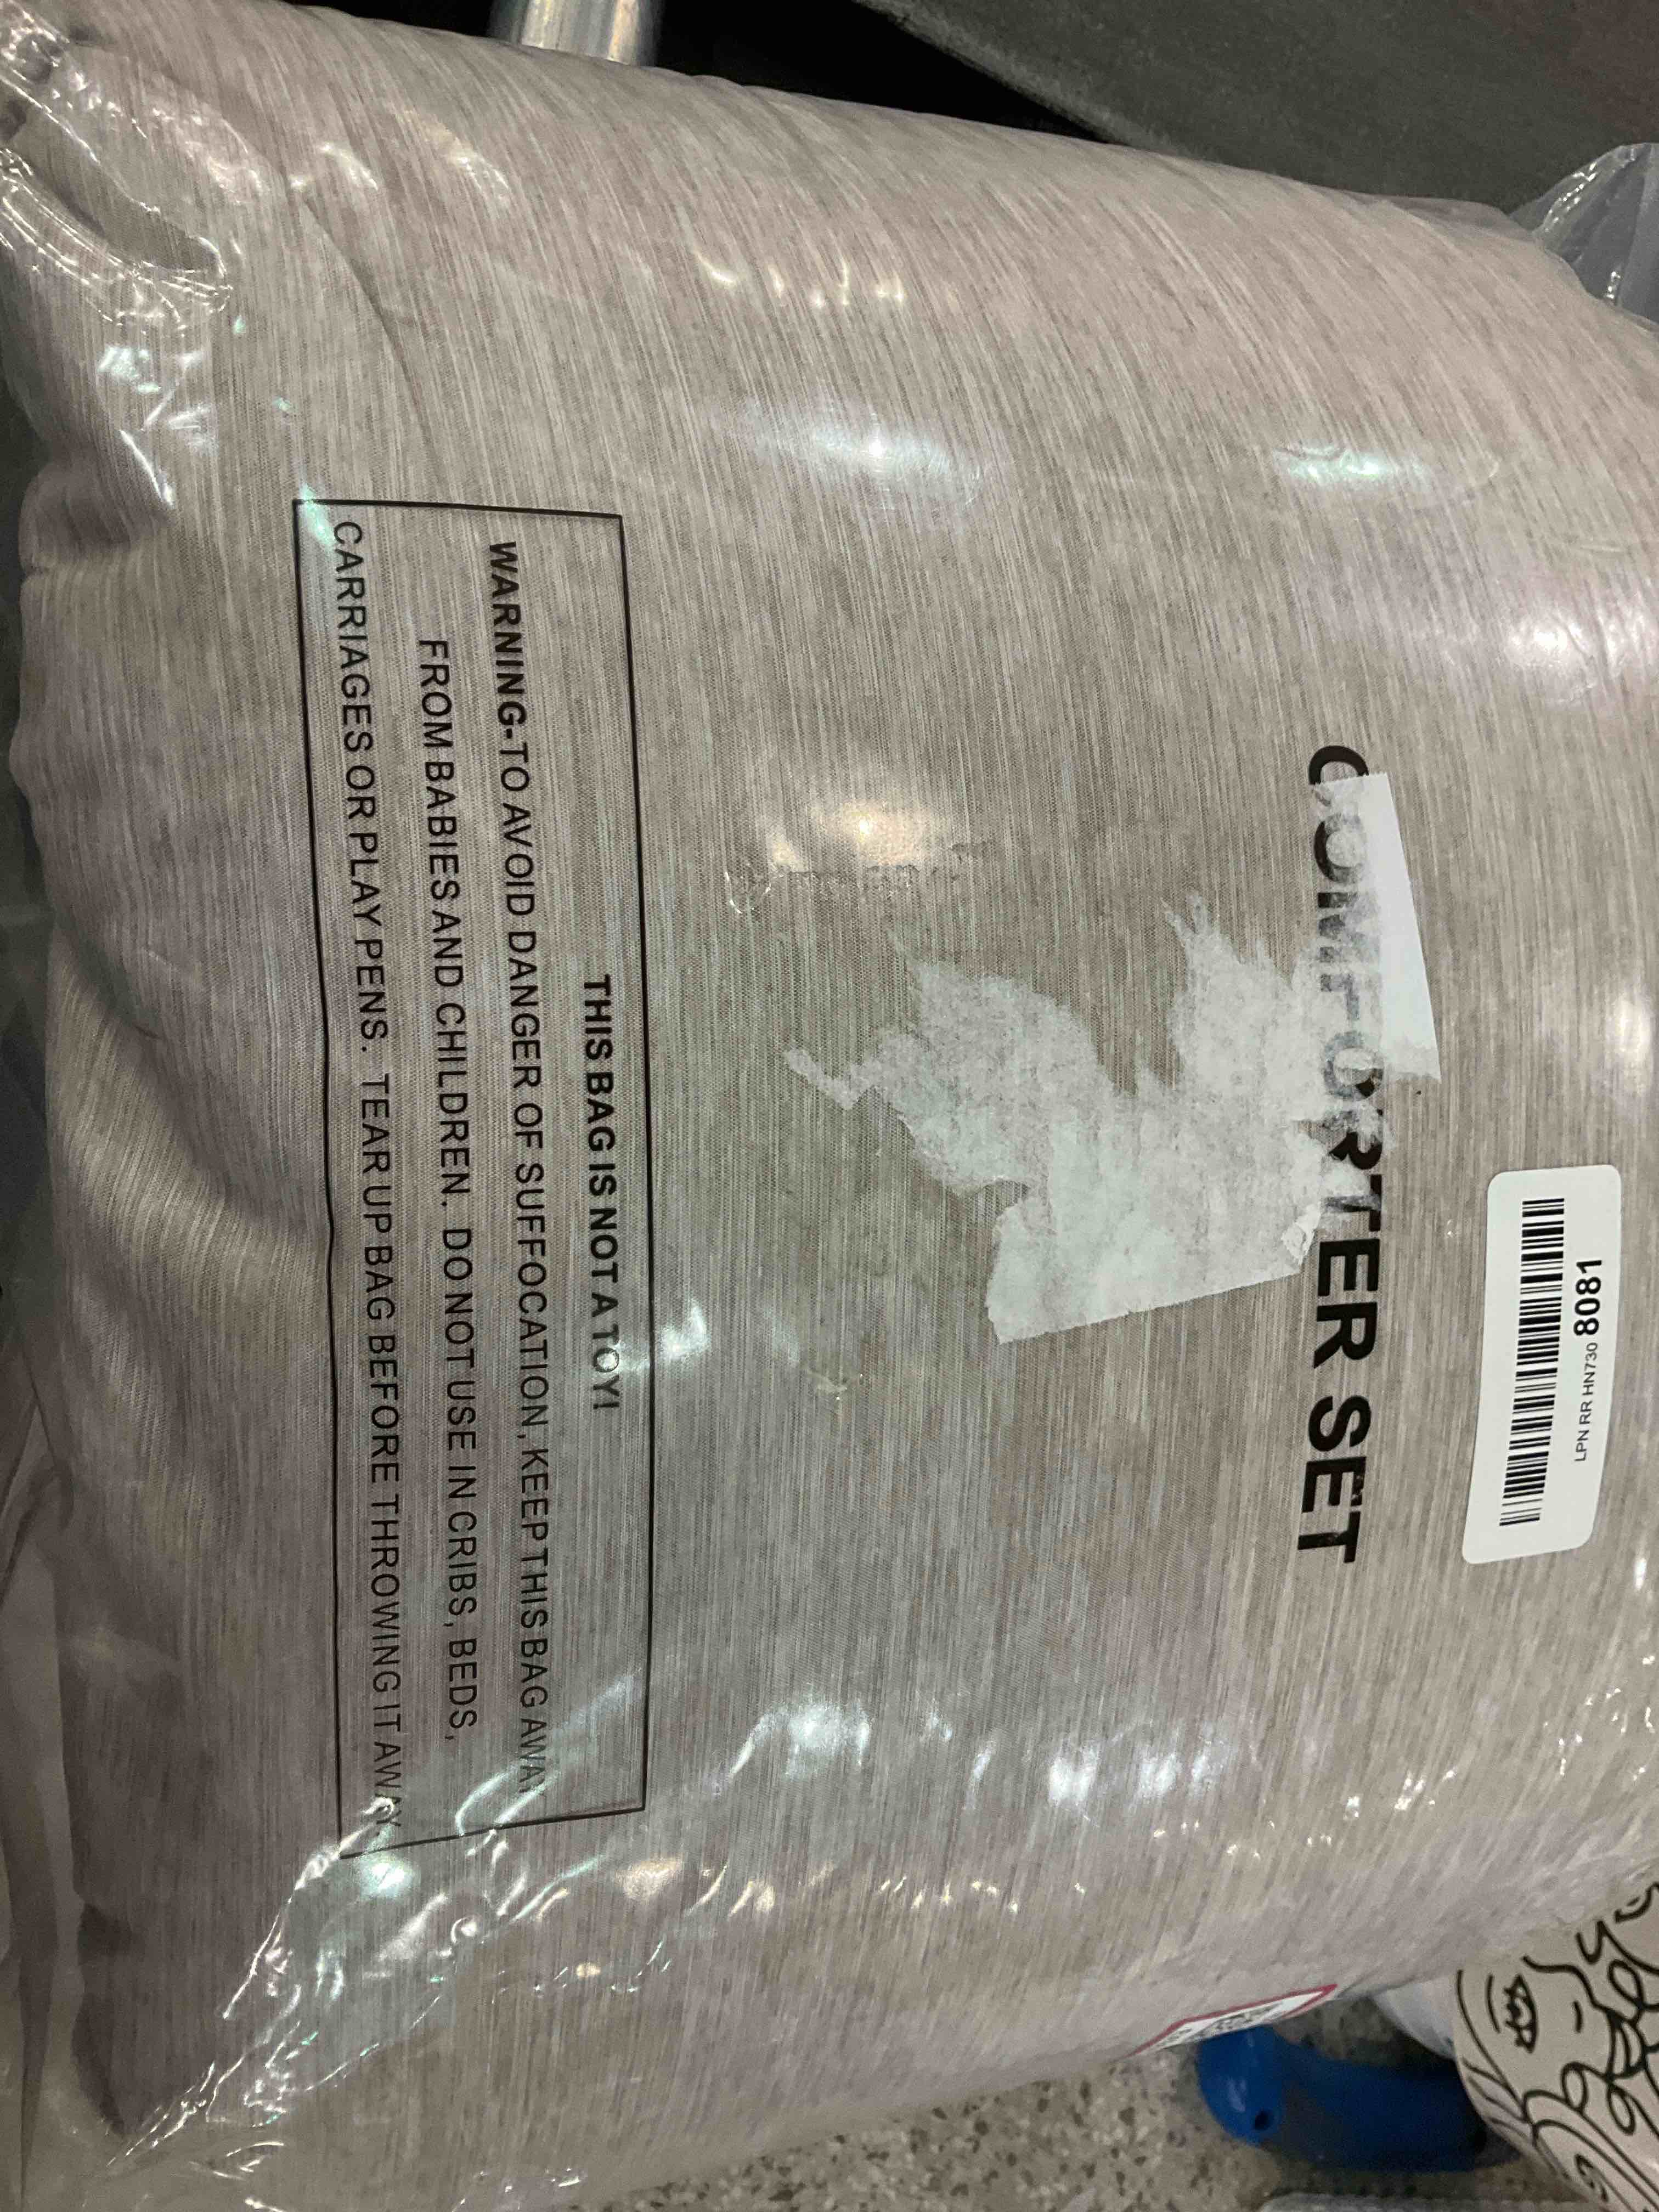 COMFORTER SET
LPN RR HN730 8081
THIS BAG IS NOT A TOY!
WARNING-TO AVOID DANGER OF SUFFOCATION, KEEP THIS BAG AWAY
FROM BABIES AND CHILDREN. DO NOT USE IN CRIBS, BEDS,
CARRIAGES OR PLAY PENS. TEAR UP BAG BEFORE THROWING IT AWAY